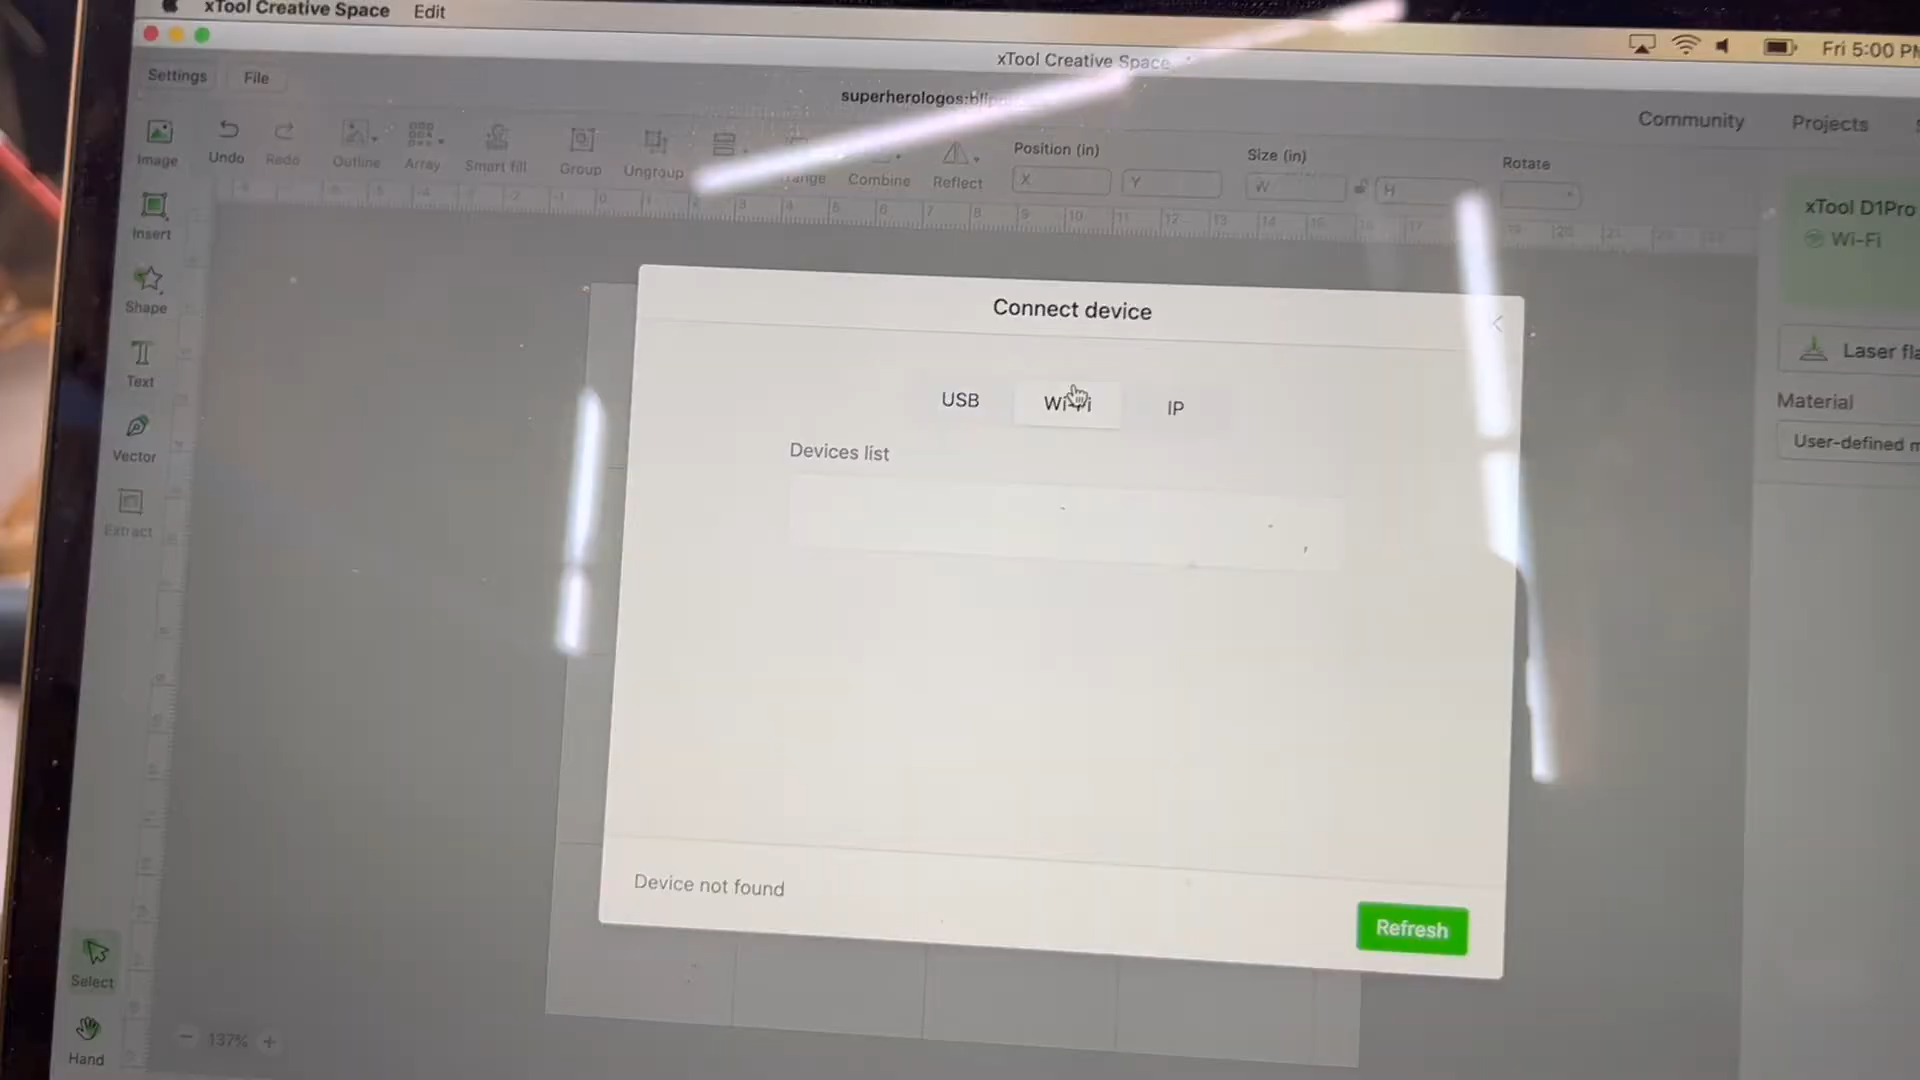 xTool Creative Space Edit
Fri 5:00 PM
xTool Creative Space
Settings File
superherologos:blip
Community Projects
Image Undo Redo Outline Array Smart fill Group Ungroup Combine Reflect
Position (in) Size (in) Rotate
X Y W H
Insert
Shape
Text
Vector
Extract
Select
Hand
137%
xTool D1Pro
Wi-Fi
Laser
Material
User-defined
Connect device
USB Wi-Fi IP
Devices list
Device not found
Refresh